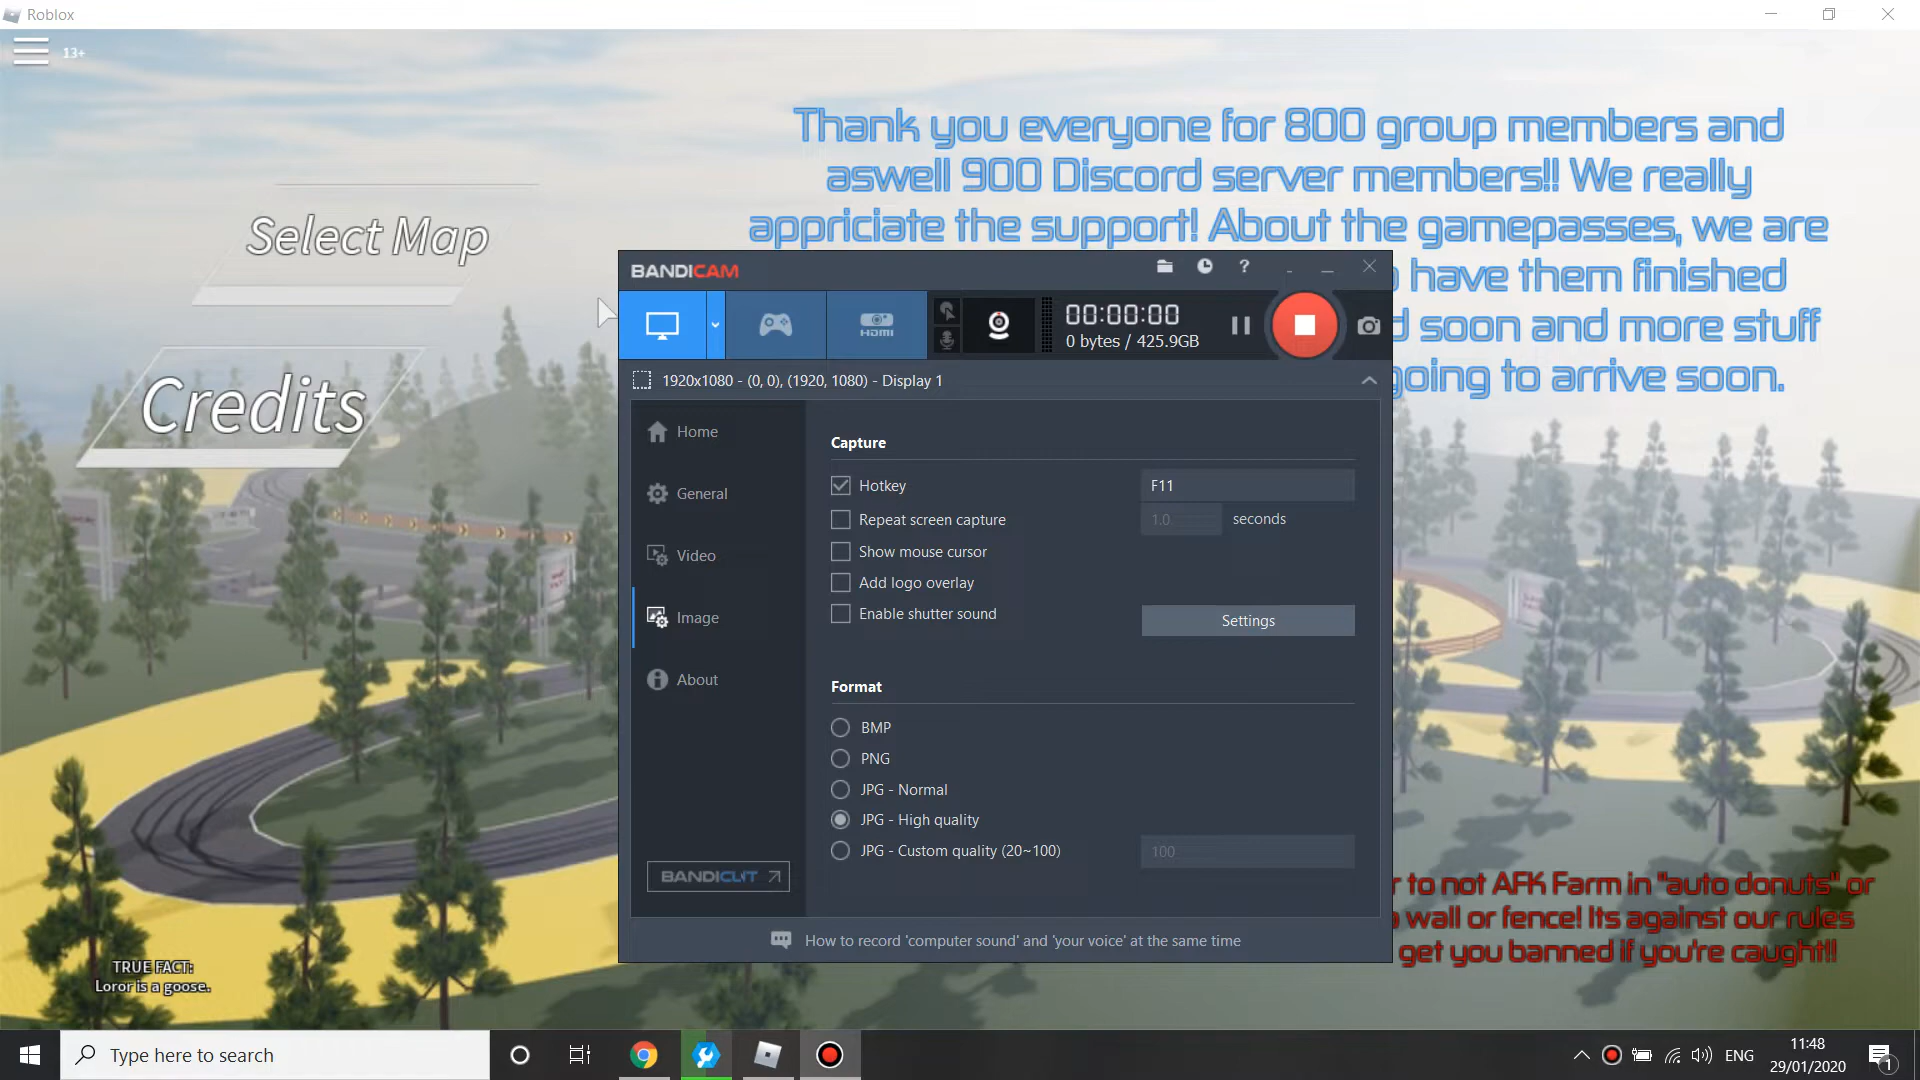 Roblox
13+
Thank you everyone for 800 group members and
aswell 900 Discord server members!! We really
appriciate the support! About the gamepasses, we are
have them finished
soon and more stuff
going to arrive soon.
Select Map
Credits
BANDICAM
?
HDMI
00:00:00
0 bytes / 425.9GB
1920x1080 - (0, 0), (1920, 1080) - Display 1
Home
General
Video
Image
About
BANDICUT
Capture
Hotkey
F11
Repeat screen capture
1.0
seconds
Show mouse cursor
Add logo overlay
Enable shutter sound
Settings
Format
BMP
PNG
JPG - Normal
JPG - High quality
JPG - Custom quality (20~100)
100
How to record 'computer sound' and 'your voice' at the same time
to not AFK Farm in "auto donuts" or
wall or fence! Its against our rules
get you banned if you're caught!!
TRUE FACT:
Loror is a goose.
Type here to search
ENG
11:48
29/01/2020
1